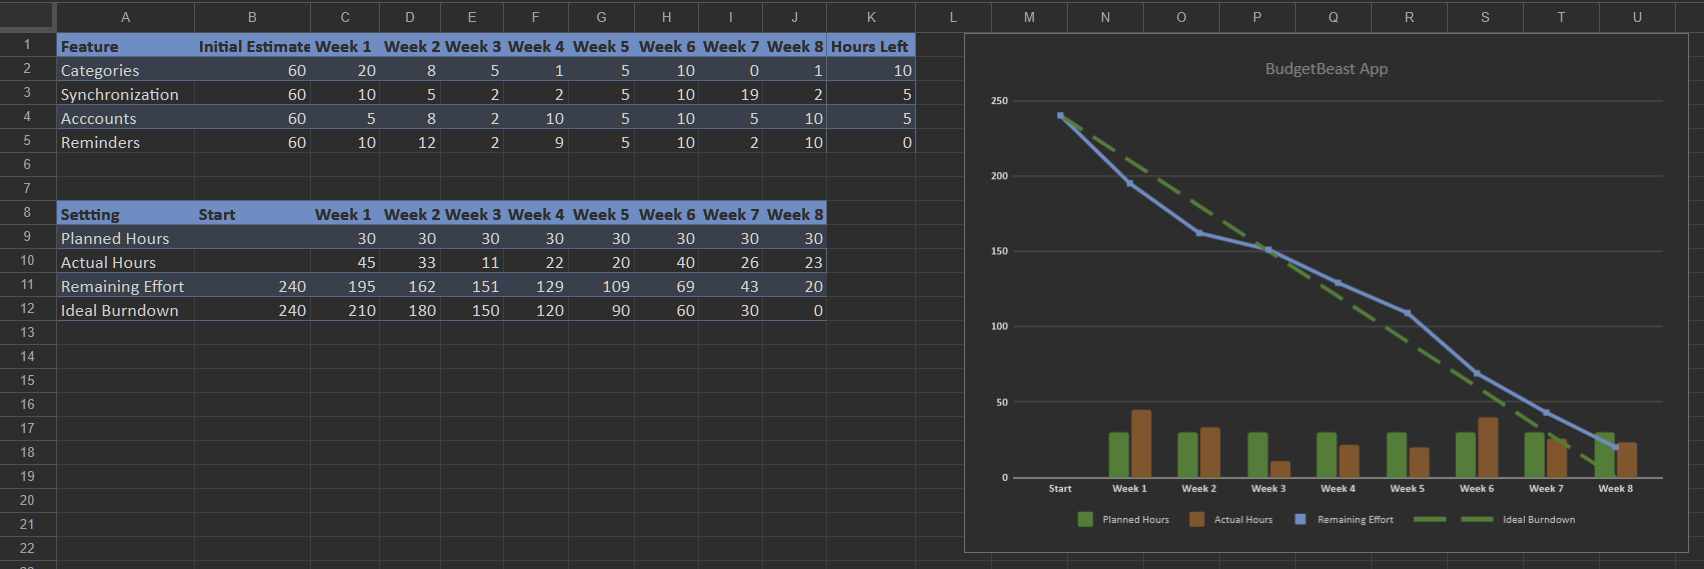 A B C D E F G H I J K L M N O P Q R S T U
1 Feature Initial Estimate Week 1 Week 2 Week 3 Week 4 Week 5 Week 6 Week 7 Week 8 Hours Left
2 Categories 60 20 8 5 1 5 10 0 1 10
3 Synchronization 60 10 5 2 2 5 10 19 2 5
4 Acccounts 60 5 8 2 10 5 10 5 10 5
5 Reminders 60 10 12 2 9 5 10 2 10 0
6
7
8 Settting Start Week 1 Week 2 Week 3 Week 4 Week 5 Week 6 Week 7 Week 8
9 Planned Hours 30 30 30 30 30 30 30 30
10 Actual Hours 45 33 11 22 20 40 26 23
11 Remaining Effort 240 195 162 151 129 109 69 43 20
12 Ideal Burndown 240 210 180 150 120 90 60 30 0
13
14
15
16
17
18
19
20
21
22
BudgetBeast App
250
200
150
100
50
0
Start Week 1 Week 2 Week 3 Week 4 Week 5 Week 6 Week 7 Week 8
Planned Hours Actual Hours Remaining Effort Ideal Burndown